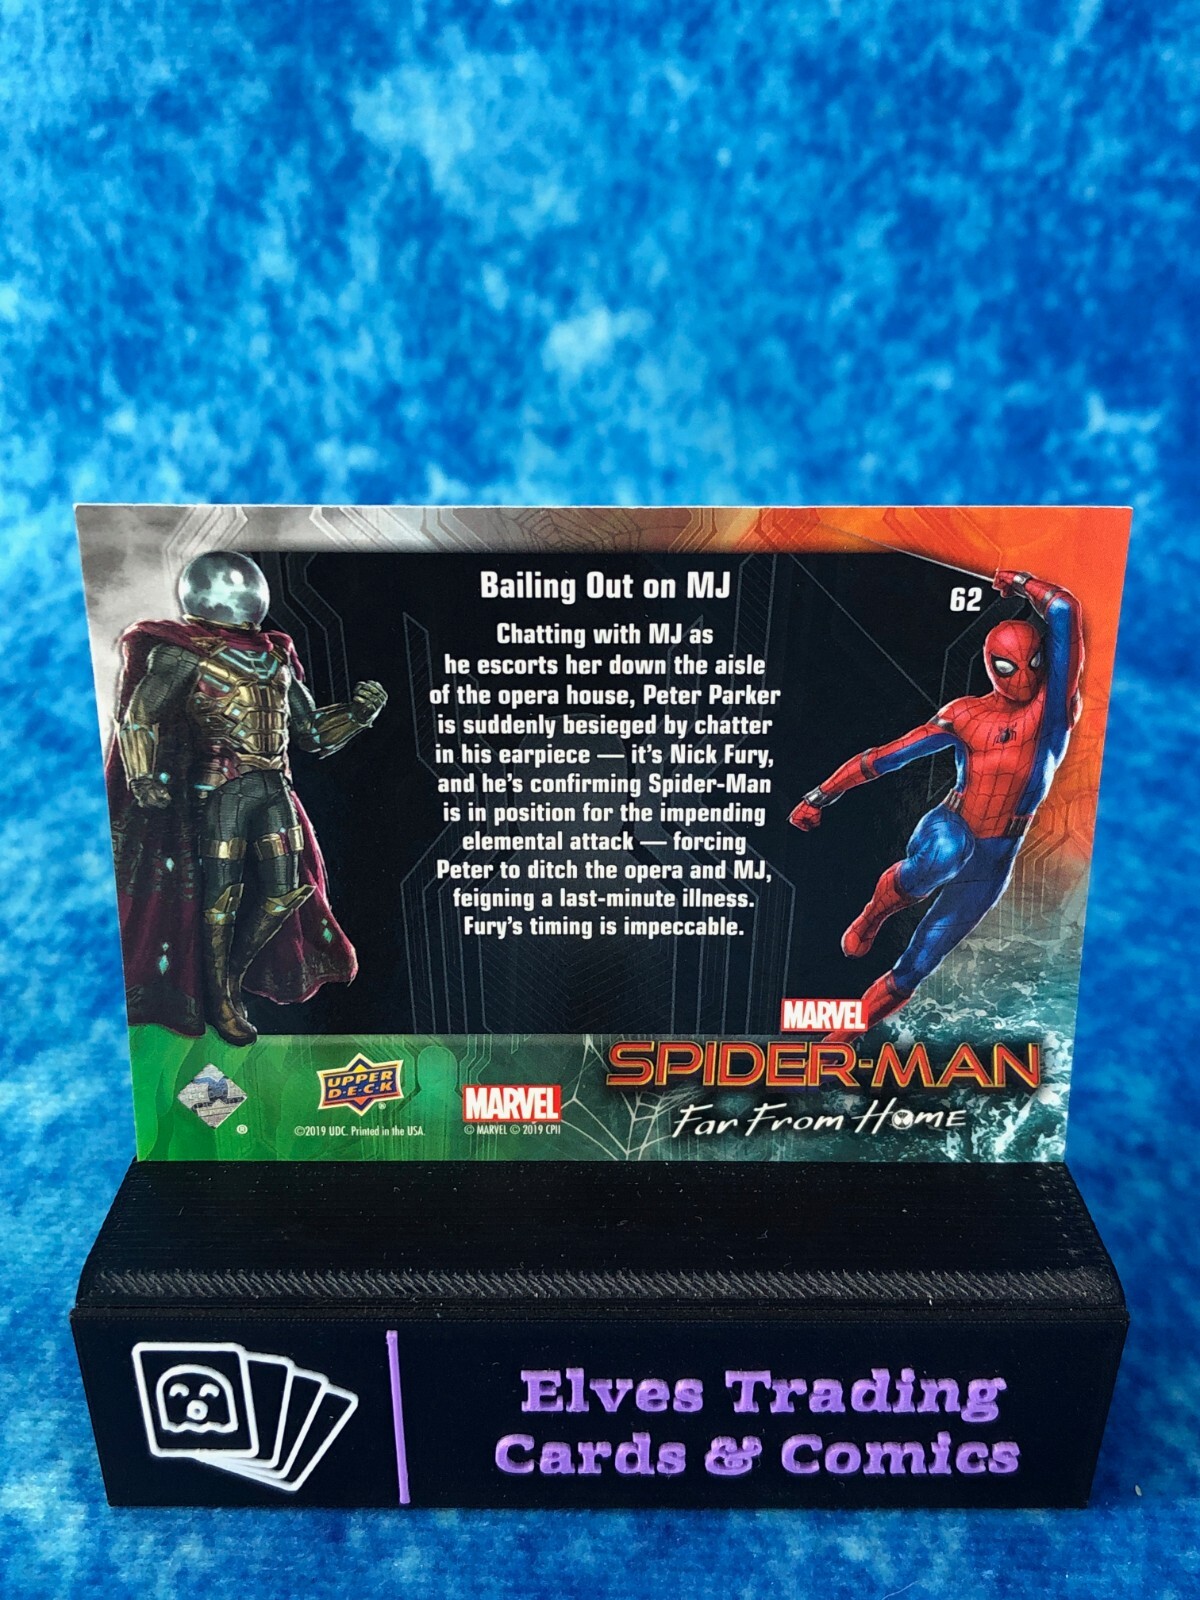 Bailing Out on MJ
62
Chatting with MJ as
he escorts her down the aisle
of the opera house, Peter Parker
is suddenly besieged by chatter
in his earpiece — it's Nick Fury,
and he's confirming Spider-Man
is in position for the impending
elemental attack — forcing
Peter to ditch the opera and MJ,
feigning a last-minute illness.
Fury's timing is impeccable.
MARVEL
SPIDER-MAN
Far From Home
®
UPPER
D·E·C·K
®
©2019 UDC. Printed in the USA.
MARVEL
© MARVEL © 2019 CPII
Elves Trading
Cards & Comics